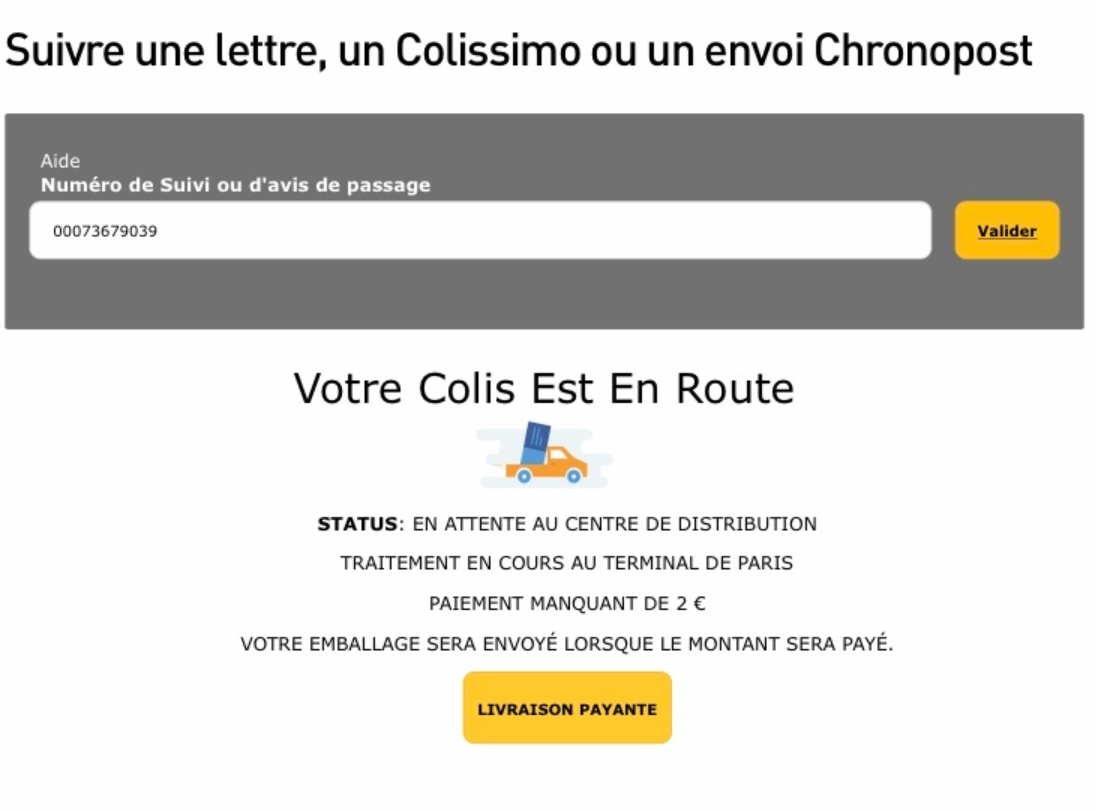 Suivre une lettre, un Colissimo ou un envoi Chronopost
Aide
Numéro de Suivi ou d'avis de passage
00073679039
Valider
Votre Colis Est En Route
STATUS: EN ATTENTE AU CENTRE DE DISTRIBUTION
TRAITEMENT EN COURS AU TERMINAL DE PARIS
PAIEMENT MANQUANT DE 2 €
VOTRE EMBALLAGE SERA ENVOYÉ LORSQUE LE MONTANT SERA PAYÉ.
LIVRAISON PAYANTE